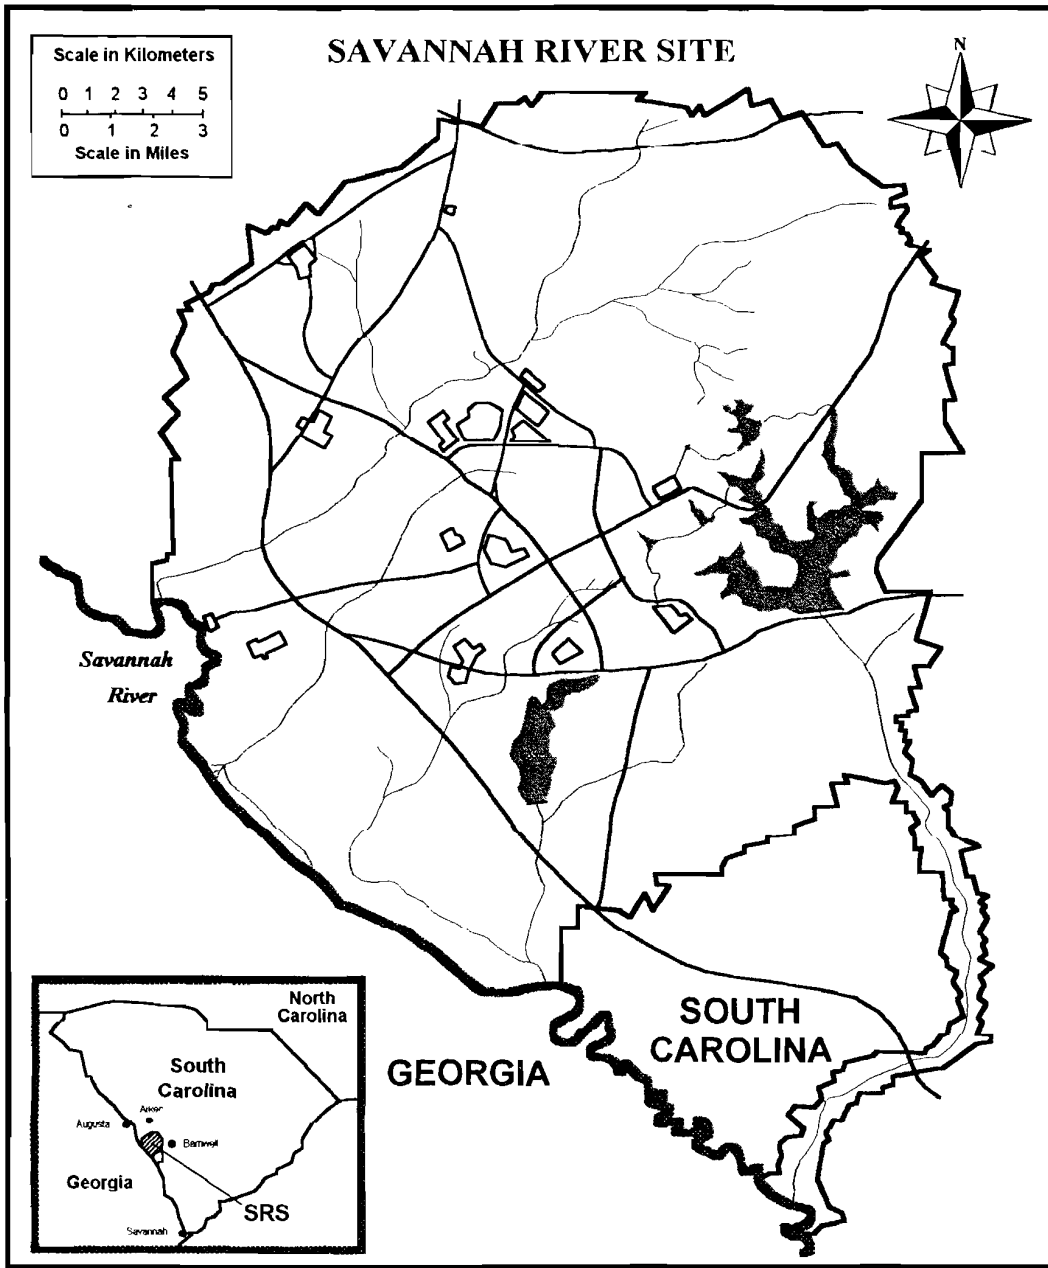 SAVANNAH RIVER SITE
Scale in Kilometers
0 1 2 3 4 5
0 1 2 3
Scale in Miles
N
Savannah
River
SOUTH
CAROLINA
GEORGIA
North
Carolina
South
Carolina
Augusta
Barnwell
Georgia
SRS
Savannah